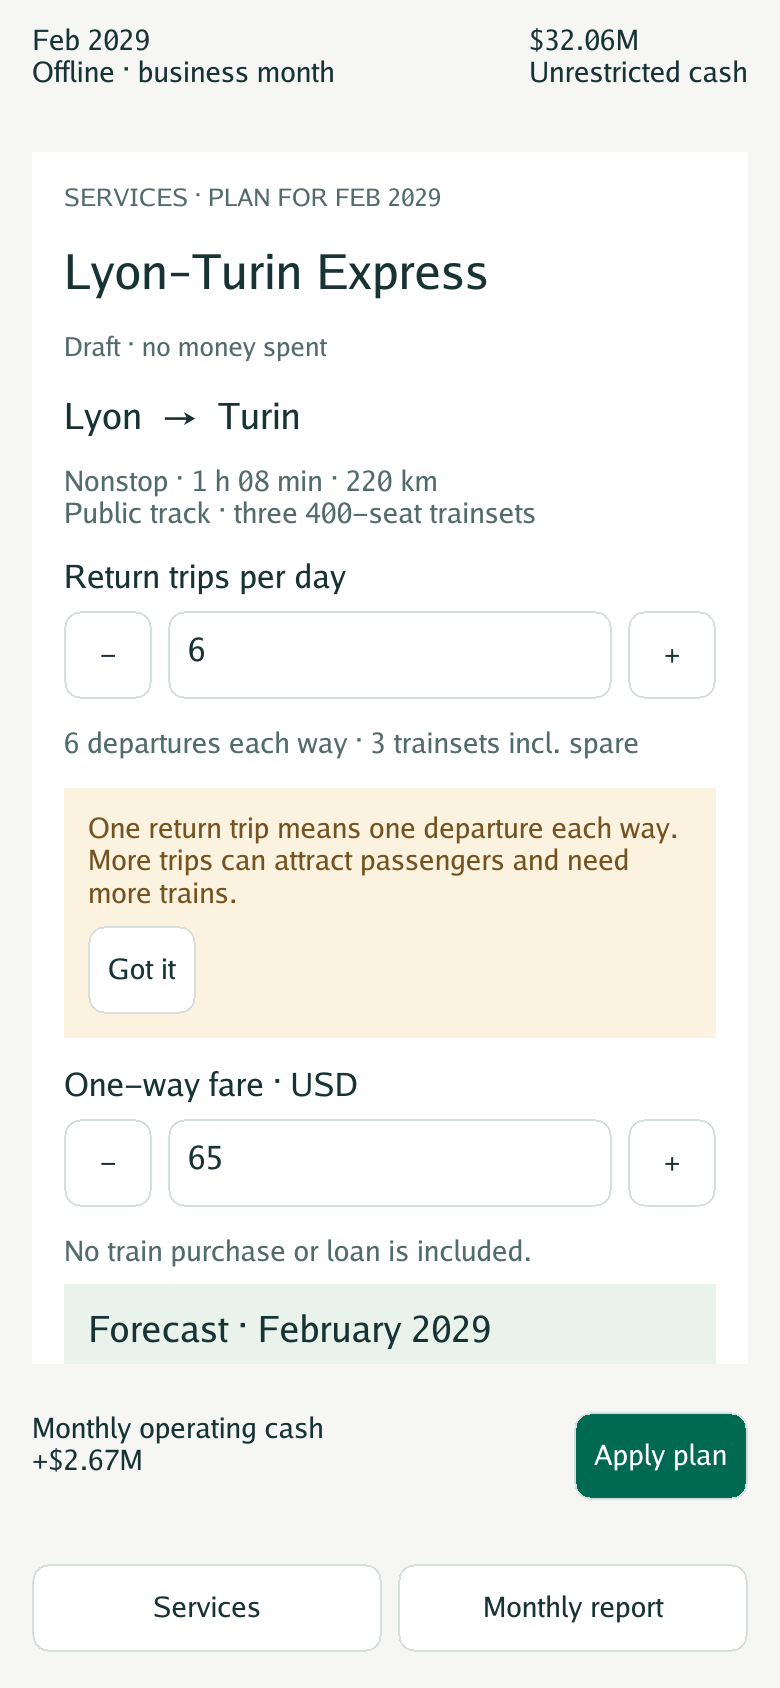 Feb 2029
Offline · business month
$32.06M
Unrestricted cash
SERVICES · PLAN FOR FEB 2029
Lyon–Turin Express
Draft · no money spent
Lyon → Turin
Nonstop · 1 h 08 min · 220 km
Public track · three 400–seat trainsets
Return trips per day
–
6
+
6 departures each way · 3 trainsets incl. spare
One return trip means one departure each way.
More trips can attract passengers and need
more trains.
Got it
One–way fare · USD
–
65
+
No train purchase or loan is included.
Forecast · February 2029
Monthly operating cash
+$2.67M
Apply plan
Services
Monthly report